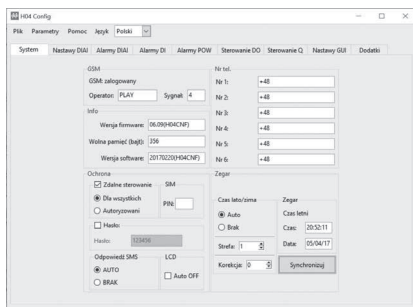 H04 Config
Plik Parametry Pomoc Język Polski
System Nastawy DIAI Alarmy DIAI Alarmy DI Alarmy POW Sterowanie DO Sterowanie Q Nastawy GUI Dodatki
GSM
GSM: zalogowany
Operator: PLAY Sygnał: 4
Info
Wersja firmware: 06.09(H04CNF)
Wolna pamięć (bajt): 356
Wersja software: 20170220(H04CNF)
Ochrona
Zdalne sterowanie
Dla wszystkich
Autoryzowani
SIM
PIN:
Hasło:
Hasło: 123456
Odpowiedź SMS
AUTO
BRAK
LCD
Auto OFF
Nr tel.
Nr 1: +48
Nr 2: +48
Nr 3: +48
Nr 4: +48
Nr 5: +48
Nr 6: +48
Zegar
Czas lato/zima
Auto
Brak
Strefa: 1
Korekcja: 0
Zegar
Czas letni
Czas: 20:52:11
Data: 05/04/17
Synchronizuj